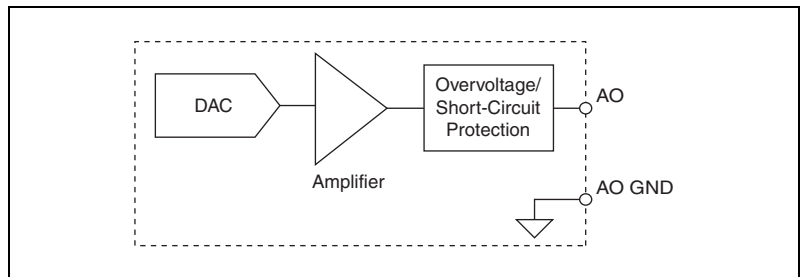 DAC
Amplifier
Overvoltage/
Short-Circuit
Protection
AO
AO GND